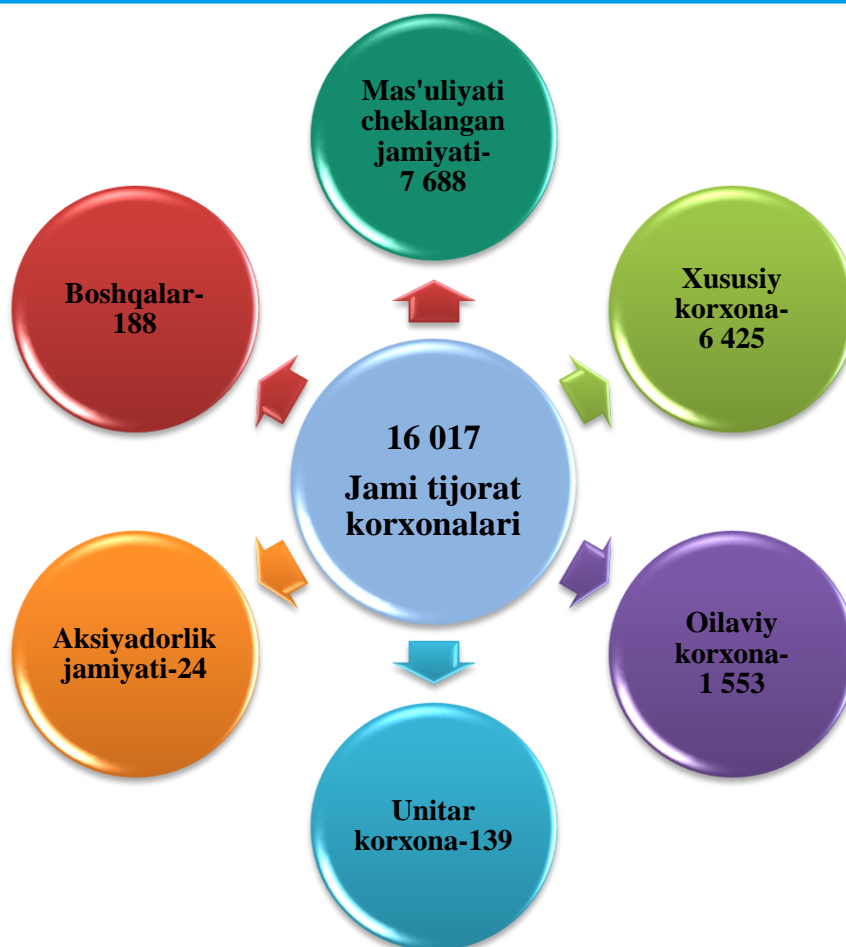 Mas'uliyati
cheklangan
jamiyati-
7 688
Xususiy
korxona-
6 425
Boshqalar-
188
16 017
Jami tijorat
korxonalari
Oilaviy
korxona-
1 553
Aksiyadorlik
jamiyati-24
Unitar
korxona-139